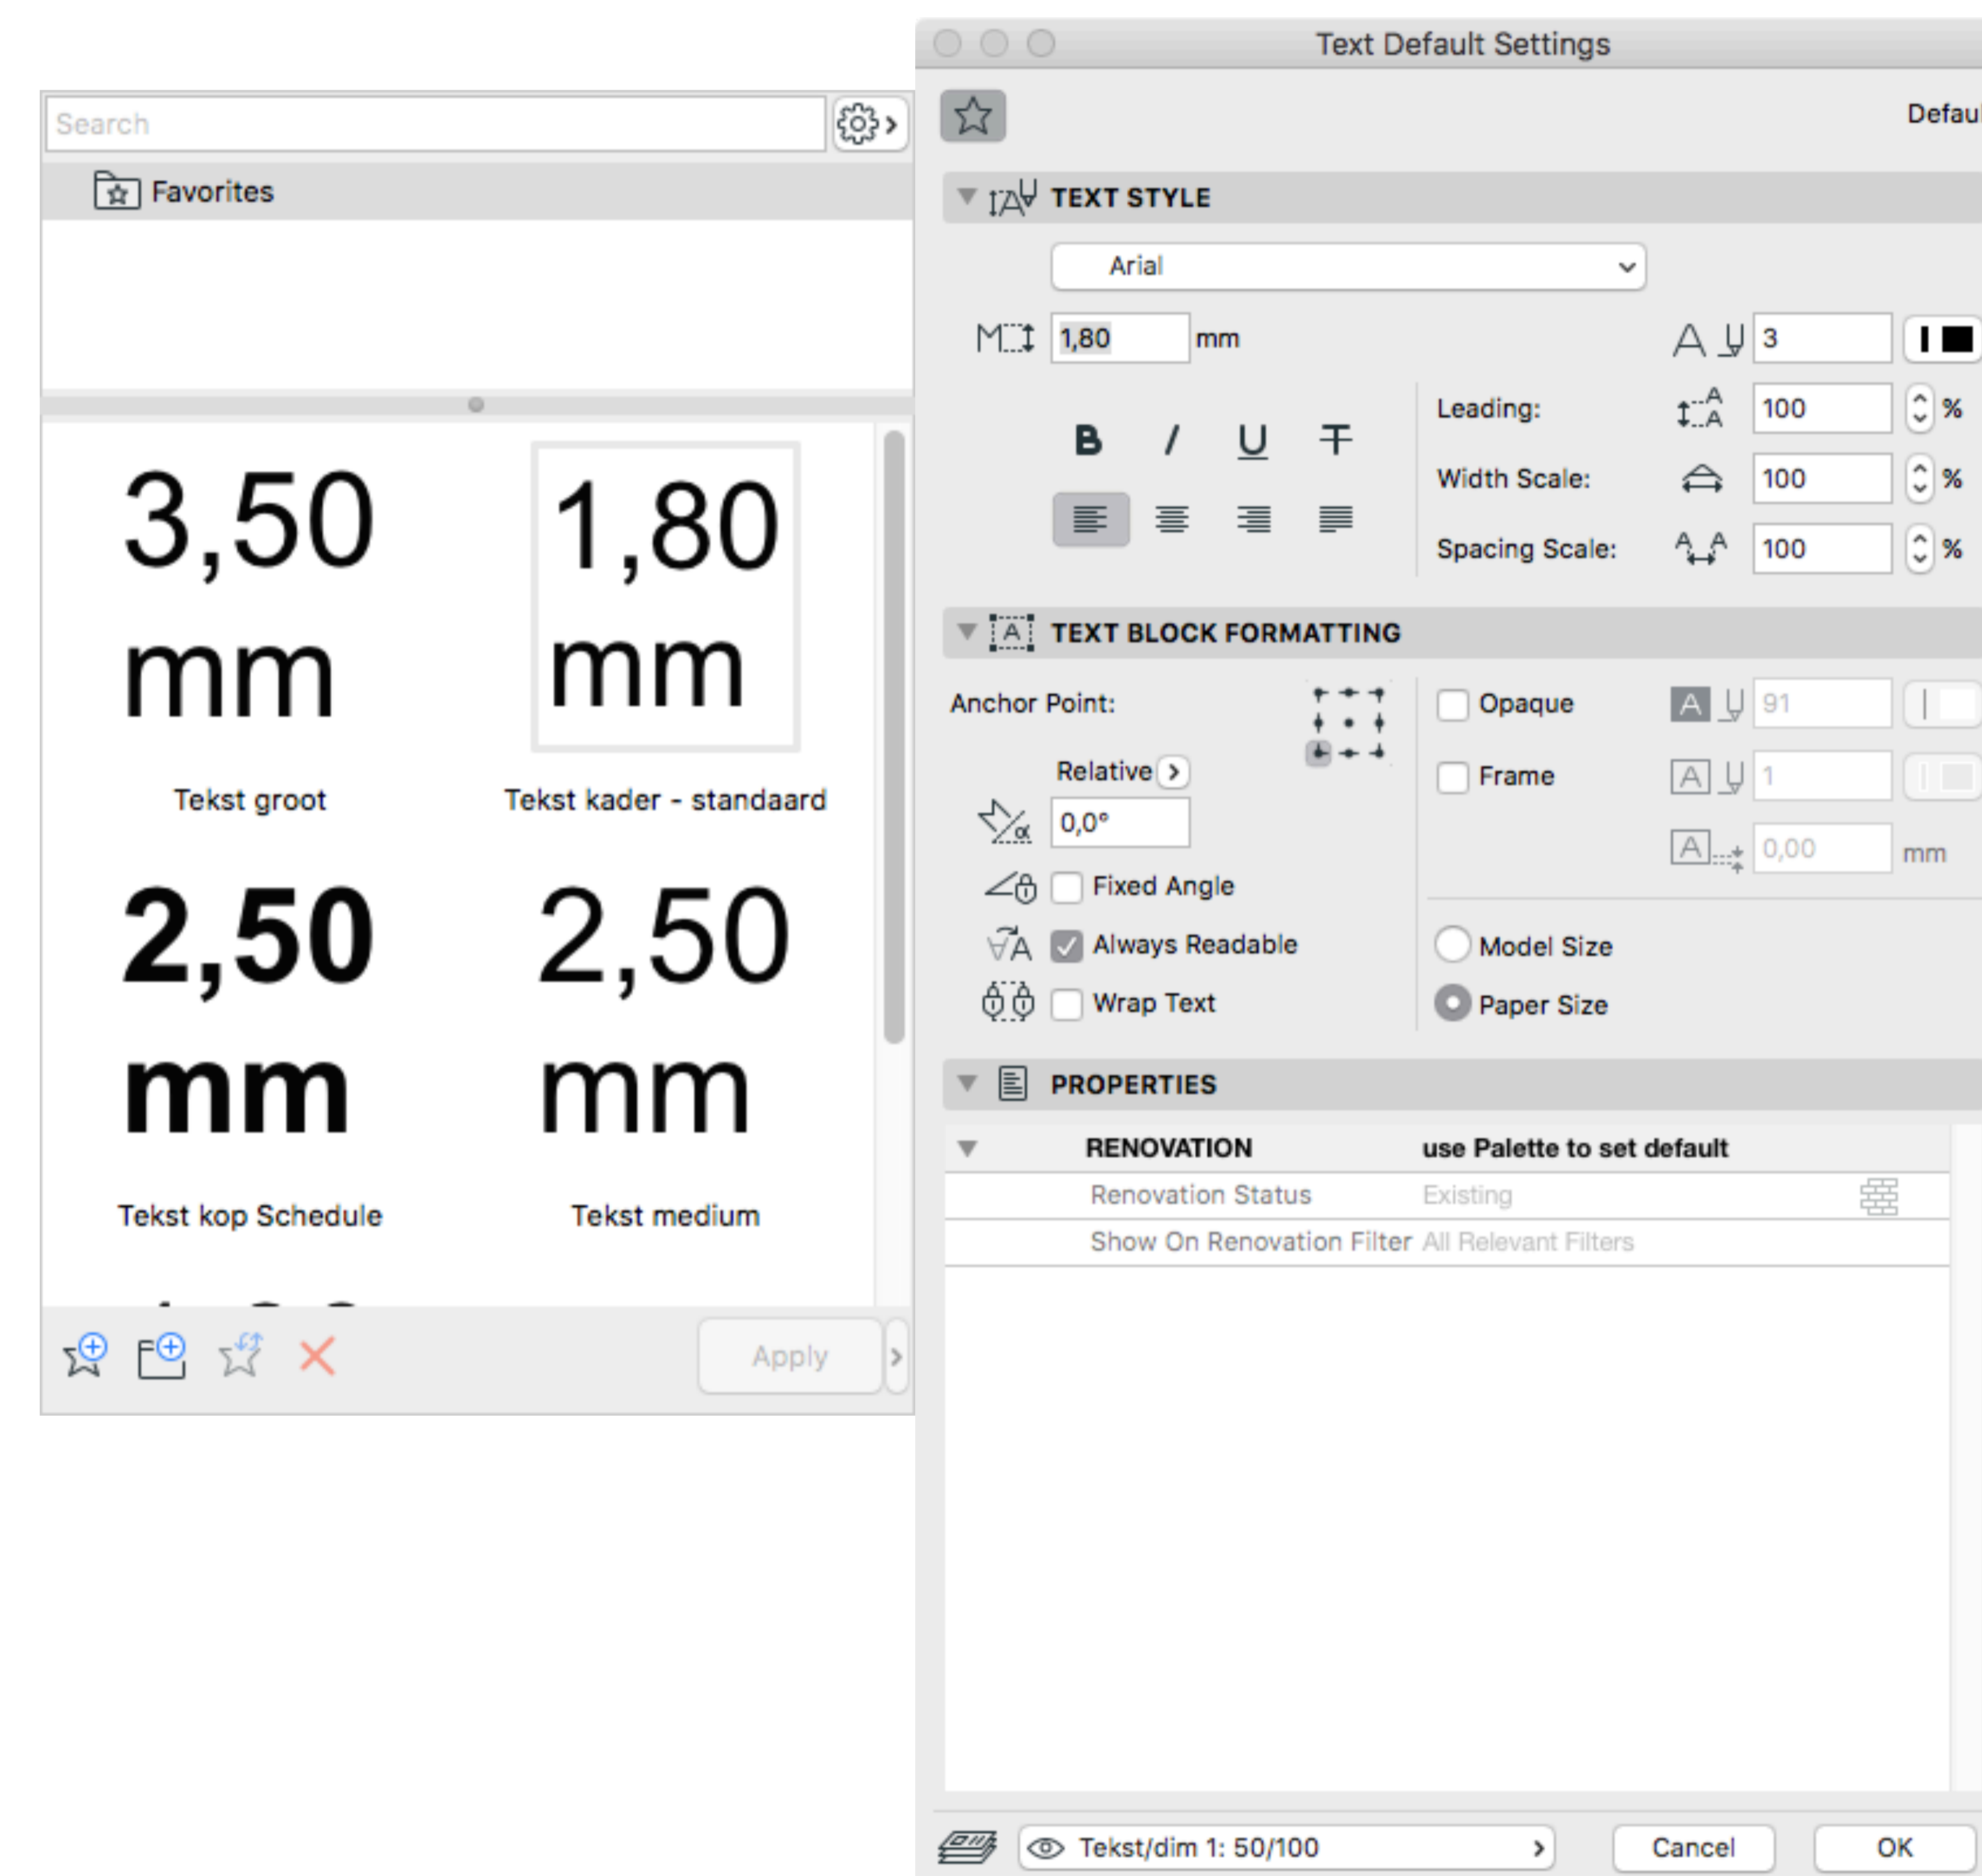 Search
Favorites
3,50
mm
Tekst groot
1,80
mm
Tekst kader - standaard
2,50
mm
Tekst kop Schedule
2,50
mm
Tekst medium
Apply
Text Default Settings
TEXT STYLE
Arial
1,80 mm
3
B I U T
Leading: 100 %
Width Scale: 100 %
Spacing Scale: 100 %
TEXT BLOCK FORMATTING
Anchor Point:
Relative
0,0°
Fixed Angle
Always Readable
Wrap Text
Opaque 91
Frame 1
0,00 mm
Model Size
Paper Size
PROPERTIES
RENOVATION use Palette to set default
Renovation Status Existing
Show On Renovation Filter All Relevant Filters
Tekst/dim 1: 50/100
Cancel
OK